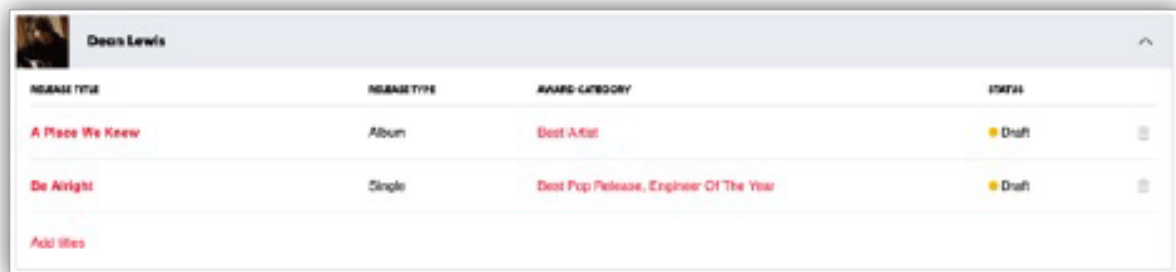 Dean Lewis
RELEASE TITLE RELEASE TYPE AWARD CATEGORY STATUS
A Place We Knew Album Best Artist Draft
Be Alright Single Best Pop Release, Engineer Of The Year Draft
Add titles